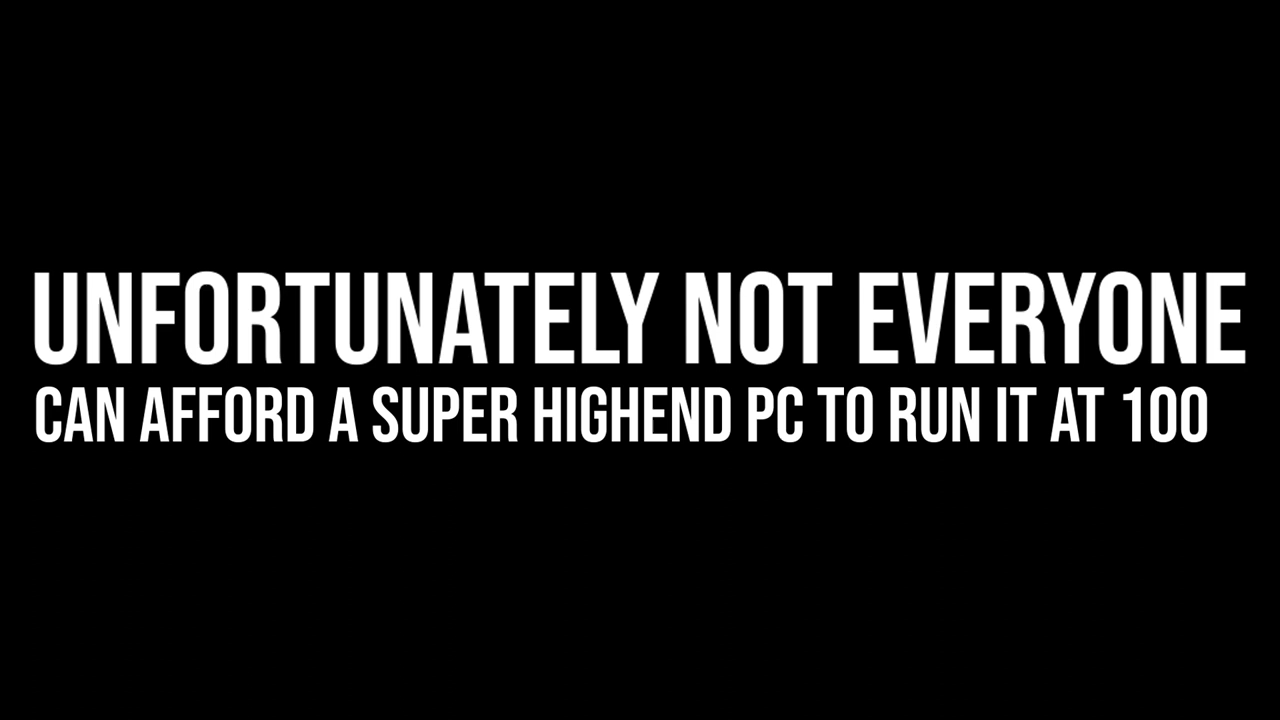 UNFORTUNATELY NOT EVERYONE
CAN AFFORD A SUPER HIGHEND PC TO RUN IT AT 100